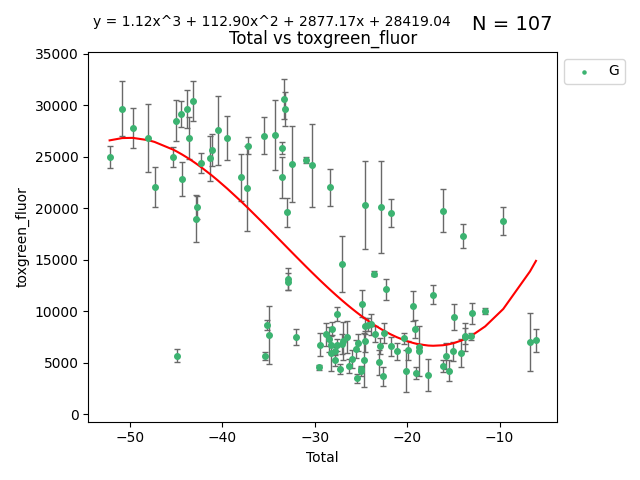 y = 1.12x^3 + 112.90x^2 + 2877.17x + 28419.04
N = 107
Total vs toxgreen_fluor
G
35000
30000
25000
20000
15000
10000
5000
0
toxgreen_fluor
−50 −40 −30 −20 −10
Total